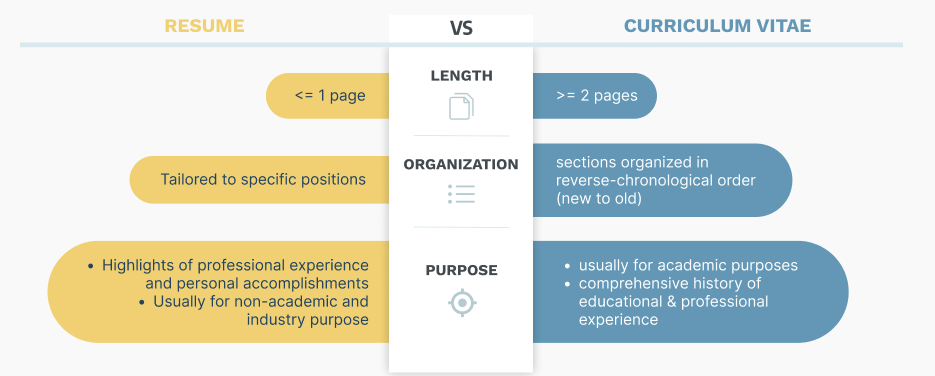 RESUME
VS
CURRICULUM VITAE
LENGTH
<= 1 page
>= 2 pages
ORGANIZATION
Tailored to specific positions
sections organized in
reverse-chronological order
(new to old)
PURPOSE
• Highlights of professional experience
and personal accomplishments
• Usually for non-academic and
industry purpose
• usually for academic purposes
• comprehensive history of
educational & professional
experience